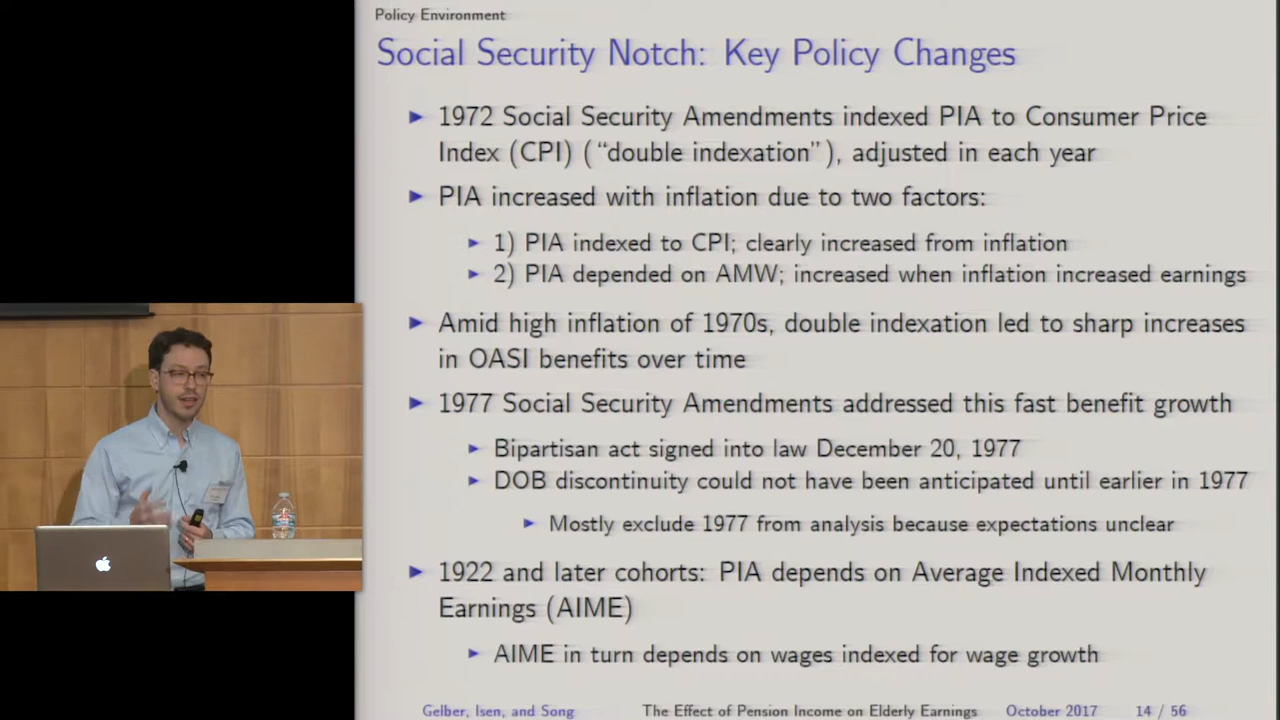 Policy Environment
Social Security Notch: Key Policy Changes
1972 Social Security Amendments indexed PIA to Consumer Price
Index (CPI) ("double indexation"), adjusted in each year
PIA increased with inflation due to two factors:
1) PIA indexed to CPI; clearly increased from inflation
2) PIA depended on AMW; increased when inflation increased earnings
Amid high inflation of 1970s, double indexation led to sharp increases
in OASI benefits over time
1977 Social Security Amendments addressed this fast benefit growth
Bipartisan act signed into law December 20, 1977
DOB discontinuity could not have been anticipated until earlier in 1977
Mostly exclude 1977 from analysis because expectations unclear
1922 and later cohorts: PIA depends on Average Indexed Monthly
Earnings (AIME)
AIME in turn depends on wages indexed for wage growth
Gelber, Isen, and Song The Effect of Pension Income on Elderly Earnings October 2017 14 / 56